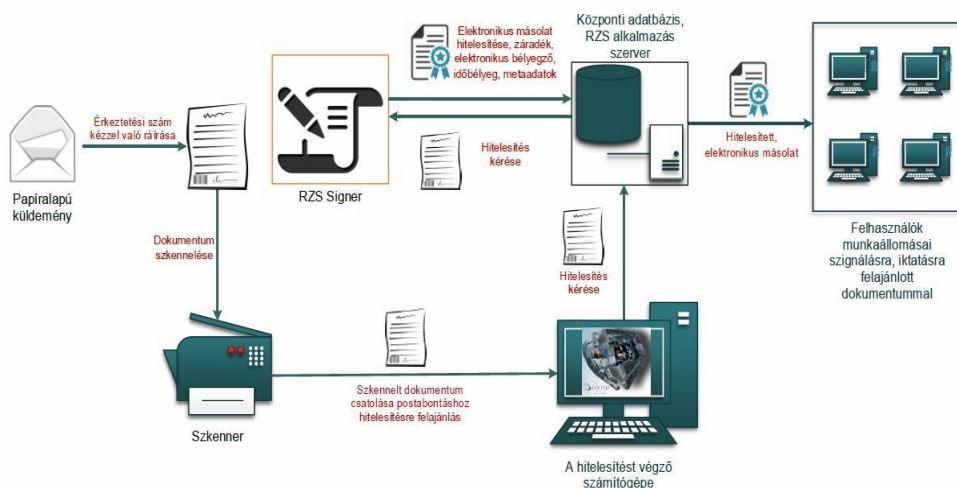 Elektronikus másolat
hitelesítése, záradék,
elektronikus bélyegző,
időbélyeg, metaadatok
Központi adatbázis,
RZS alkalmazás
szerver
Érkeztetési szám
kézzel való ráírása
Hitelesítés
kérése
Hitelesített,
elektronikus másolat
Papíralapú
küldemény
RZS Signer
Felhasználók
munkaállomásai
szignálásra, iktatásra
felajánlott
dokumentummal
Dokumentum
szkennelése
Hitelesítés
kérése
Szkennelt dokumentum
csatolása postabontáshoz
hitelesítésre felajánlás
Szkenner
A hitelesítést végző
számítógépe